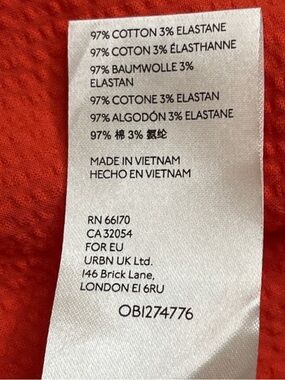 97% COTTON 3% ELASTANE
97% COTON 3% ÉLASTHANNE
97% BAUMWOLLE 3%
ELASTAN
97% COTONE 3% ELASTAN
97% ALGODÓN 3% ELASTANE
97% 棉 3% 氨纶
MADE IN VIETNAM
HECHO EN VIETNAM
RN 66170
CA 32054
FOR EU
URBN UK Ltd.
146 Brick Lane,
LONDON E1 6RU
OB1274776